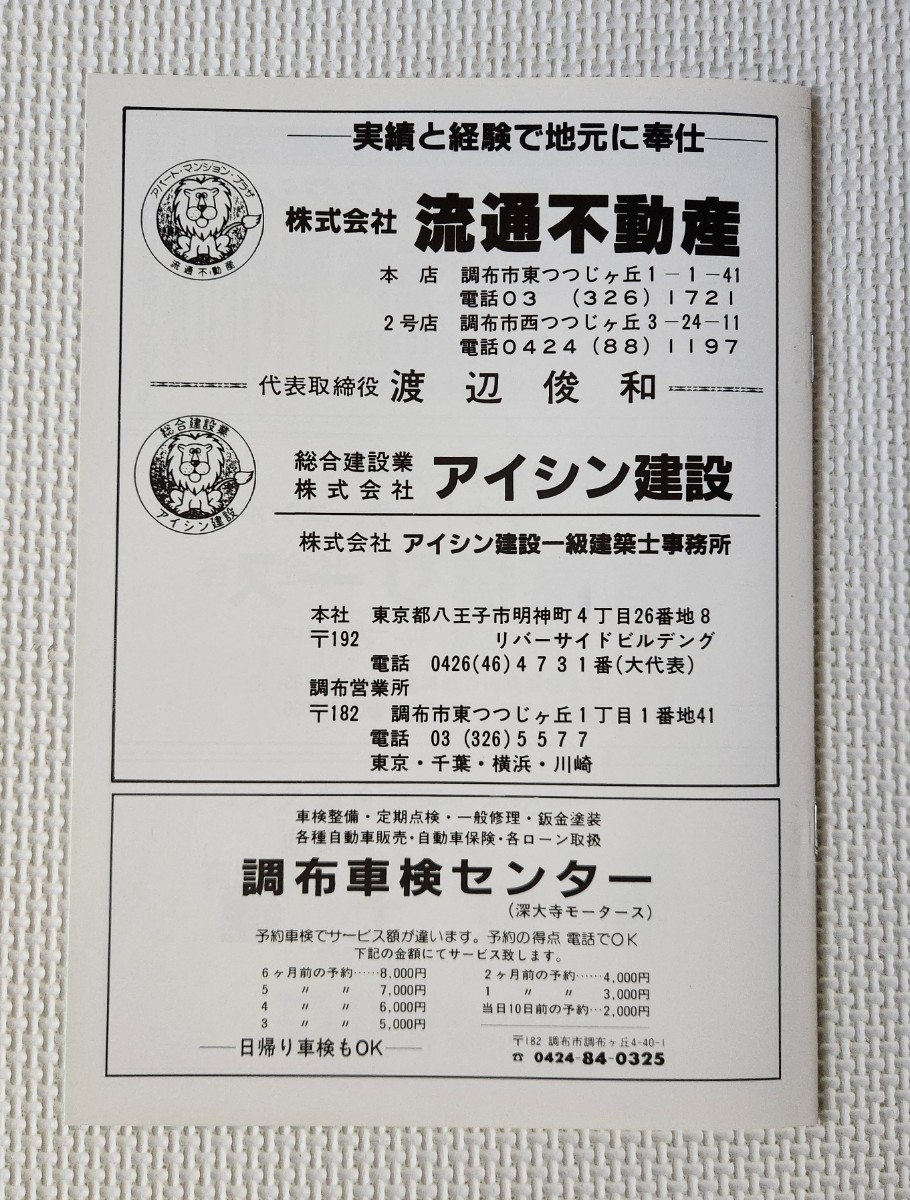 実績と経験で地元に奉仕
アパート・マンション・プラザ
流通不動産
株式会社 流通不動産
本店 調布市東つつじヶ丘1-1-41
電話03 (326) 1721
2号店 調布市西つつじヶ丘3-24-11
電話0424 (88) 1197
代表取締役 渡辺俊和
総合建設業
アイシン建設
総合建設業
株式会社 アイシン建設
株式会社 アイシン建設一級建築士事務所
本社 東京都八王子市明神町4丁目26番地8
〒192 リバーサイドビルデング
電話 0426(46)4731番(大代表)
調布営業所
〒182 調布市東つつじヶ丘1丁目1番地41
電話 03 (326)5577
東京・千葉・横浜・川崎
車検整備・定期点検・一般修理・鈑金塗装
各種自動車販売・自動車保険・各ローン取扱
調布車検センター
(深大寺モータース)
予約車検でサービス額が違います。予約の得点 電話でOK
下記の金額にてサービス致します。
6ヶ月前の予約……8,000円
5 〃 〃 7,000円
4 〃 〃 6,000円
3 〃 〃 5,000円
2ヶ月前の予約……4,000円
1 〃 〃 3,000円
当日10日前の予約…2,000円
日帰り車検もOK
〒182 調布市調布ヶ丘4-40-1
☎ 0424-84-0325